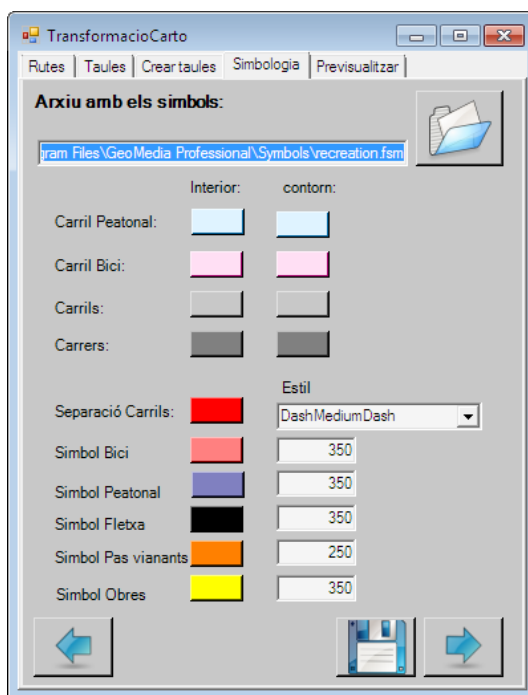 TransformacioCarto
Rutes Taules Crear taules Simbologia Previsualitzar
Arxiu amb els simbols:
gram Files\GeoMedia Professional\Symbols\recreation.fsm
Interior: contorn:
Carril Peatonal:
Carril Bici:
Carrils:
Carrers:
Estil
Separació Carrils: DashMediumDash
Simbol Bici 350
Simbol Peatonal 350
Simbol Fletxa 350
Simbol Pas vianants 250
Simbol Obres 350